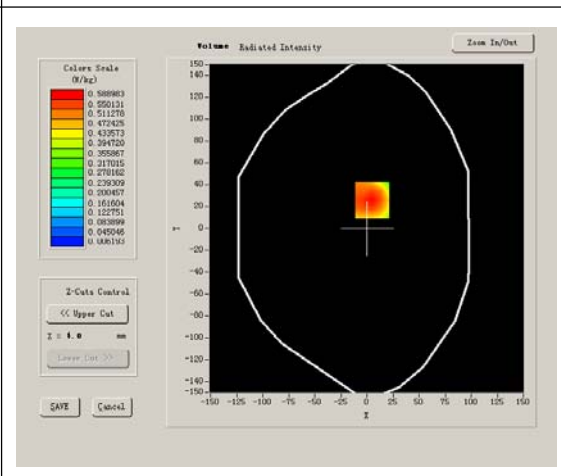 Volume Radiated Intensity
Zoom In/Out
Colors Scale
(W/kg)
0.588983
0.550131
0.511278
0.472425
0.433573
0.394720
0.355867
0.317015
0.278162
0.239309
0.200457
0.161604
0.122751
0.083899
0.045046
0.006193
Z-Cuts Control
<< Upper Cut
Z = 4.0 mm
Lower Cut >>
SAVE
Cancel
150
140
120
100
80
60
40
20
0
-20
-40
-60
-80
-100
-120
-140
-150
Y
-150 -125 -100 -75 -50 -25 0 25 50 75 100 125 150
X